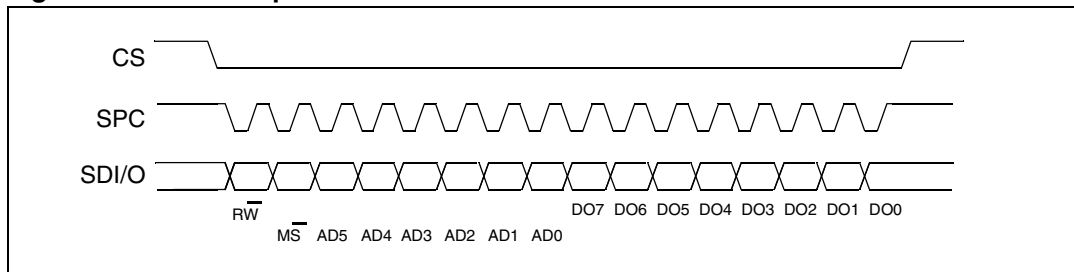 CS
SPC
SDI/O
RW
DO7 DO6 DO5 DO4 DO3 DO2 DO1 DO0
MS AD5 AD4 AD3 AD2 AD1 AD0